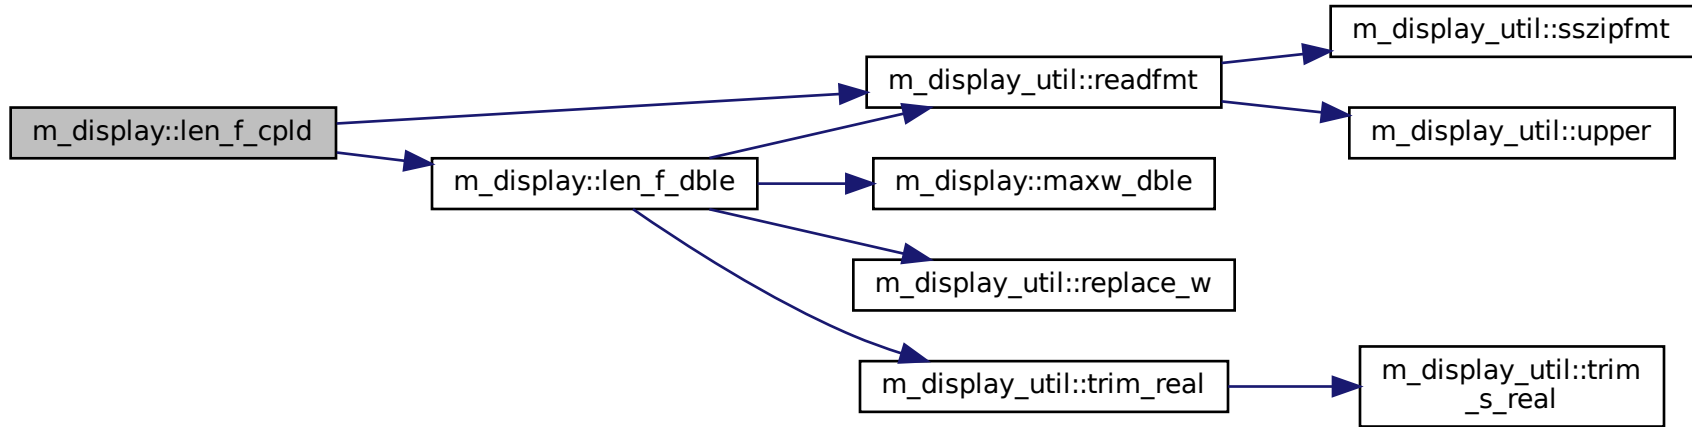 m_display_util::sszipfmt
m_display_util::readfmt
m_display::len_f_cpld
m_display_util::upper
m_display::len_f_dble
m_display::maxw_dble
m_display_util::replace_w
m_display_util::trim_real
m_display_util::trim
_s_real